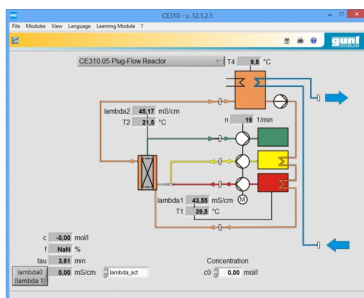 CE310 - v. 12.1.2.1
File Modules View Language Learning Module ?
gunt
CE310.05 Plug-Flow Reactor
T4 9,5 °C
lambda2 45,17 mS/cm
T2 21,5 °C
n 19 1/min
lambda1 43,55 mS/cm
T1 39,5 °C
M
c -0,00 mol/l
f NaN %
tau 3,61 min
lambda0 (lambda 1) 0,00 mS/cm lambda_act
Concentration
c0 0,00 mol/l